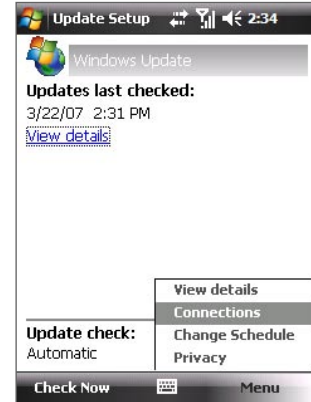 Update Setup 2:34
Windows Update
Updates last checked:
3/22/07 2:31 PM
View details
View details
Connections
Change Schedule
Privacy
Update check:
Automatic
Check Now Menu